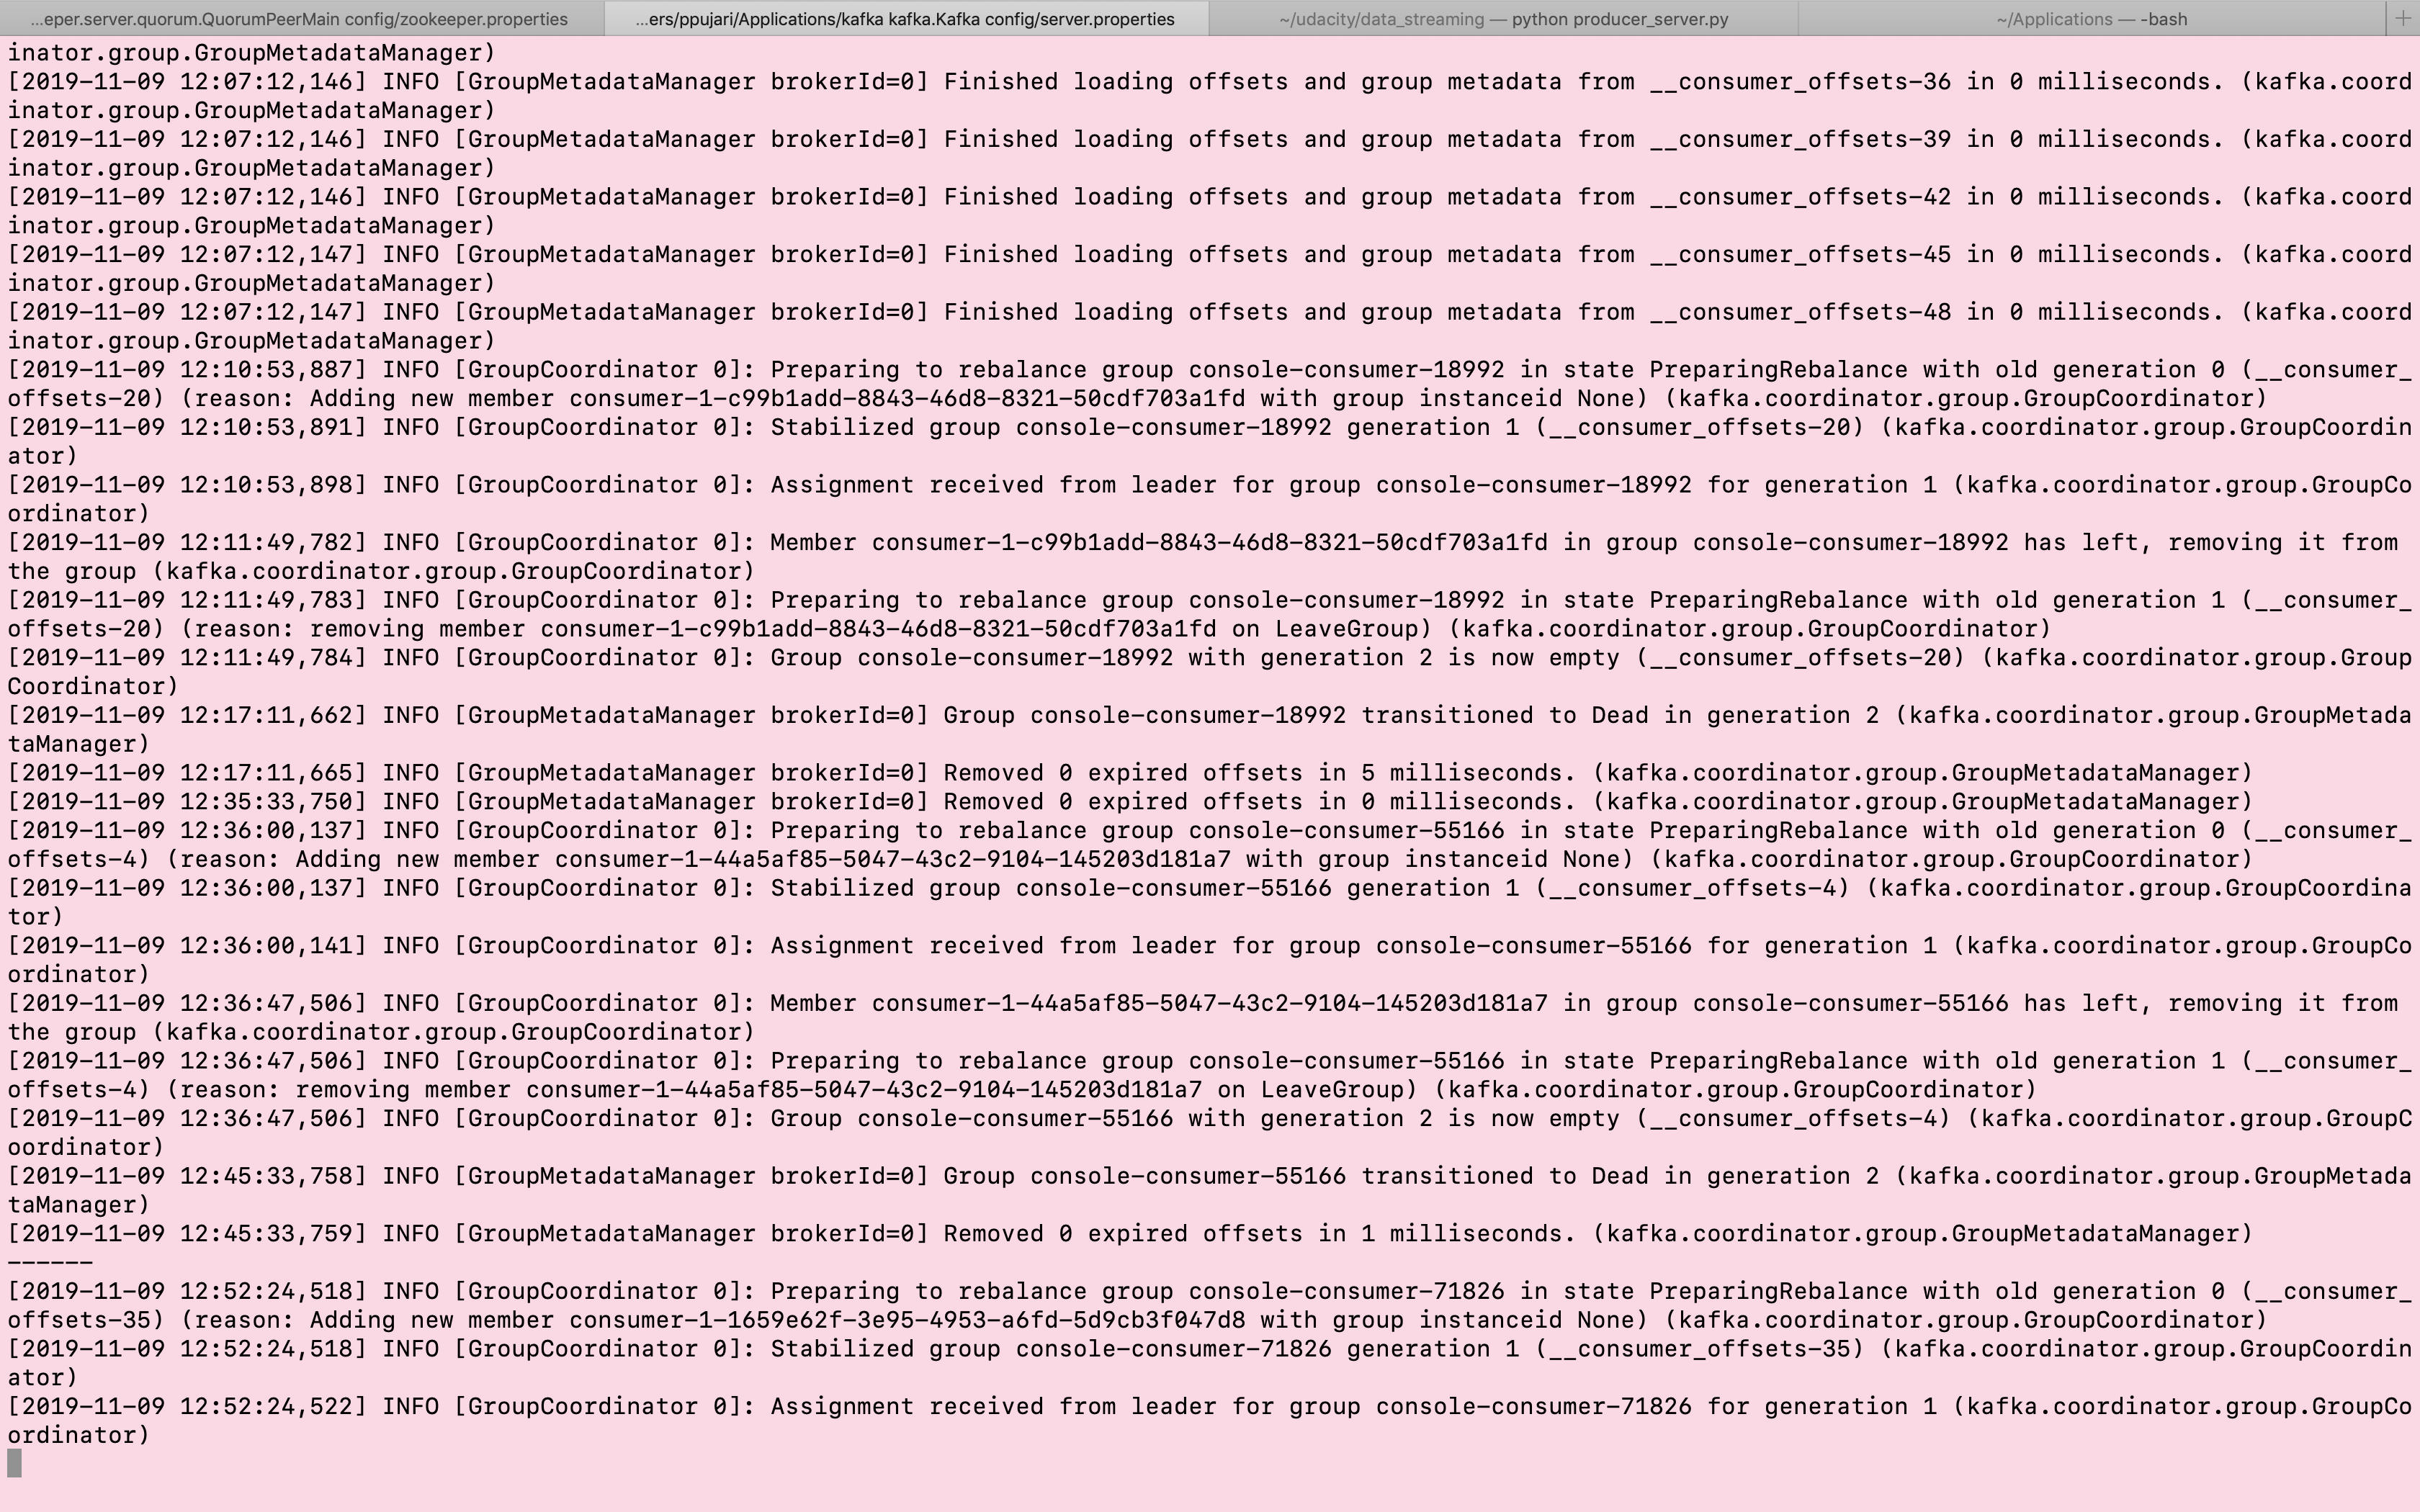 ...eper.server.quorum.QuorumPeerMain config/zookeeper.properties
...ers/ppujari/Applications/kafka kafka.Kafka config/server.properties
~/udacity/data_streaming — python producer_server.py
~/Applications — -bash
+
inator.group.GroupMetadataManager)
[2019-11-09 12:07:12,146] INFO [GroupMetadataManager brokerId=0] Finished loading offsets and group metadata from __consumer_offsets-36 in 0 milliseconds. (kafka.coord
inator.group.GroupMetadataManager)
[2019-11-09 12:07:12,146] INFO [GroupMetadataManager brokerId=0] Finished loading offsets and group metadata from __consumer_offsets-39 in 0 milliseconds. (kafka.coord
inator.group.GroupMetadataManager)
[2019-11-09 12:07:12,146] INFO [GroupMetadataManager brokerId=0] Finished loading offsets and group metadata from __consumer_offsets-42 in 0 milliseconds. (kafka.coord
inator.group.GroupMetadataManager)
[2019-11-09 12:07:12,147] INFO [GroupMetadataManager brokerId=0] Finished loading offsets and group metadata from __consumer_offsets-45 in 0 milliseconds. (kafka.coord
inator.group.GroupMetadataManager)
[2019-11-09 12:07:12,147] INFO [GroupMetadataManager brokerId=0] Finished loading offsets and group metadata from __consumer_offsets-48 in 0 milliseconds. (kafka.coord
inator.group.GroupMetadataManager)
[2019-11-09 12:10:53,887] INFO [GroupCoordinator 0]: Preparing to rebalance group console-consumer-18992 in state PreparingRebalance with old generation 0 (__consumer_
offsets-20) (reason: Adding new member consumer-1-c99b1add-8843-46d8-8321-50cdf703a1fd with group instanceid None) (kafka.coordinator.group.GroupCoordinator)
[2019-11-09 12:10:53,891] INFO [GroupCoordinator 0]: Stabilized group console-consumer-18992 generation 1 (__consumer_offsets-20) (kafka.coordinator.group.GroupCoordin
ator)
[2019-11-09 12:10:53,898] INFO [GroupCoordinator 0]: Assignment received from leader for group console-consumer-18992 for generation 1 (kafka.coordinator.group.GroupCo
ordinator)
[2019-11-09 12:11:49,782] INFO [GroupCoordinator 0]: Member consumer-1-c99b1add-8843-46d8-8321-50cdf703a1fd in group console-consumer-18992 has left, removing it from
the group (kafka.coordinator.group.GroupCoordinator)
[2019-11-09 12:11:49,783] INFO [GroupCoordinator 0]: Preparing to rebalance group console-consumer-18992 in state PreparingRebalance with old generation 1 (__consumer_
offsets-20) (reason: removing member consumer-1-c99b1add-8843-46d8-8321-50cdf703a1fd on LeaveGroup) (kafka.coordinator.group.GroupCoordinator)
[2019-11-09 12:11:49,784] INFO [GroupCoordinator 0]: Group console-consumer-18992 with generation 2 is now empty (__consumer_offsets-20) (kafka.coordinator.group.Group
Coordinator)
[2019-11-09 12:17:11,662] INFO [GroupMetadataManager brokerId=0] Group console-consumer-18992 transitioned to Dead in generation 2 (kafka.coordinator.group.GroupMetada
taManager)
[2019-11-09 12:17:11,665] INFO [GroupMetadataManager brokerId=0] Removed 0 expired offsets in 5 milliseconds. (kafka.coordinator.group.GroupMetadataManager)
[2019-11-09 12:35:33,750] INFO [GroupMetadataManager brokerId=0] Removed 0 expired offsets in 0 milliseconds. (kafka.coordinator.group.GroupMetadataManager)
[2019-11-09 12:36:00,137] INFO [GroupCoordinator 0]: Preparing to rebalance group console-consumer-55166 in state PreparingRebalance with old generation 0 (__consumer_
offsets-4) (reason: Adding new member consumer-1-44a5af85-5047-43c2-9104-145203d181a7 with group instanceid None) (kafka.coordinator.group.GroupCoordinator)
[2019-11-09 12:36:00,137] INFO [GroupCoordinator 0]: Stabilized group console-consumer-55166 generation 1 (__consumer_offsets-4) (kafka.coordinator.group.GroupCoordina
tor)
[2019-11-09 12:36:00,141] INFO [GroupCoordinator 0]: Assignment received from leader for group console-consumer-55166 for generation 1 (kafka.coordinator.group.GroupCo
ordinator)
[2019-11-09 12:36:47,506] INFO [GroupCoordinator 0]: Member consumer-1-44a5af85-5047-43c2-9104-145203d181a7 in group console-consumer-55166 has left, removing it from
the group (kafka.coordinator.group.GroupCoordinator)
[2019-11-09 12:36:47,506] INFO [GroupCoordinator 0]: Preparing to rebalance group console-consumer-55166 in state PreparingRebalance with old generation 1 (__consumer_
offsets-4) (reason: removing member consumer-1-44a5af85-5047-43c2-9104-145203d181a7 on LeaveGroup) (kafka.coordinator.group.GroupCoordinator)
[2019-11-09 12:36:47,506] INFO [GroupCoordinator 0]: Group console-consumer-55166 with generation 2 is now empty (__consumer_offsets-4) (kafka.coordinator.group.GroupC
oordinator)
[2019-11-09 12:45:33,758] INFO [GroupMetadataManager brokerId=0] Group console-consumer-55166 transitioned to Dead in generation 2 (kafka.coordinator.group.GroupMetada
taManager)
[2019-11-09 12:45:33,759] INFO [GroupMetadataManager brokerId=0] Removed 0 expired offsets in 1 milliseconds. (kafka.coordinator.group.GroupMetadataManager)
------
[2019-11-09 12:52:24,518] INFO [GroupCoordinator 0]: Preparing to rebalance group console-consumer-71826 in state PreparingRebalance with old generation 0 (__consumer_
offsets-35) (reason: Adding new member consumer-1-1659e62f-3e95-4953-a6fd-5d9cb3f047d8 with group instanceid None) (kafka.coordinator.group.GroupCoordinator)
[2019-11-09 12:52:24,518] INFO [GroupCoordinator 0]: Stabilized group console-consumer-71826 generation 1 (__consumer_offsets-35) (kafka.coordinator.group.GroupCoordin
ator)
[2019-11-09 12:52:24,522] INFO [GroupCoordinator 0]: Assignment received from leader for group console-consumer-71826 for generation 1 (kafka.coordinator.group.GroupCo
ordinator)